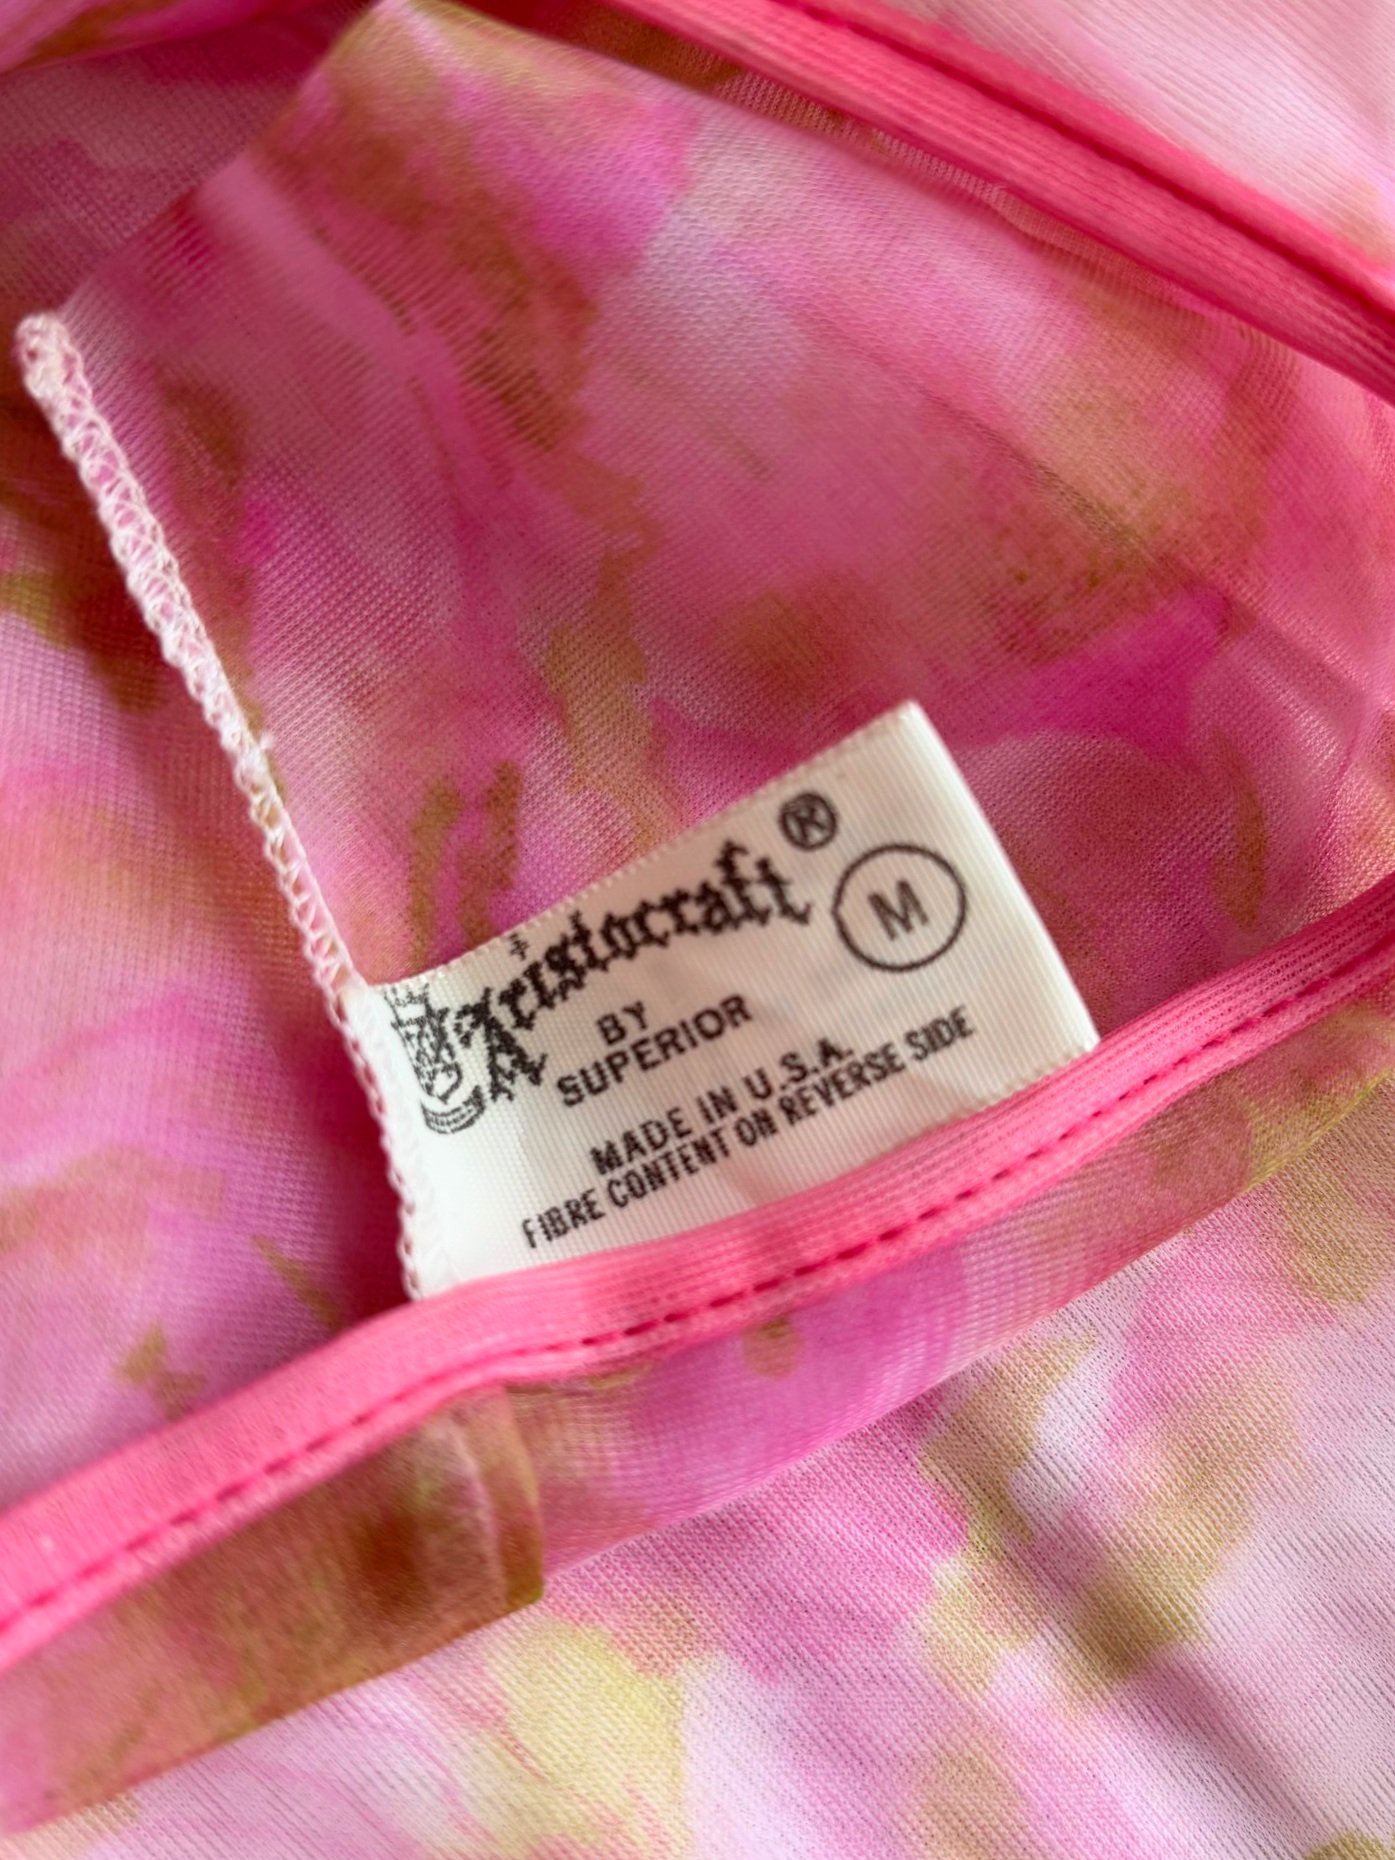 Aristocraft ®
M
BY
SUPERIOR
MADE IN U.S.A.
FIBRE CONTENT ON REVERSE SIDE